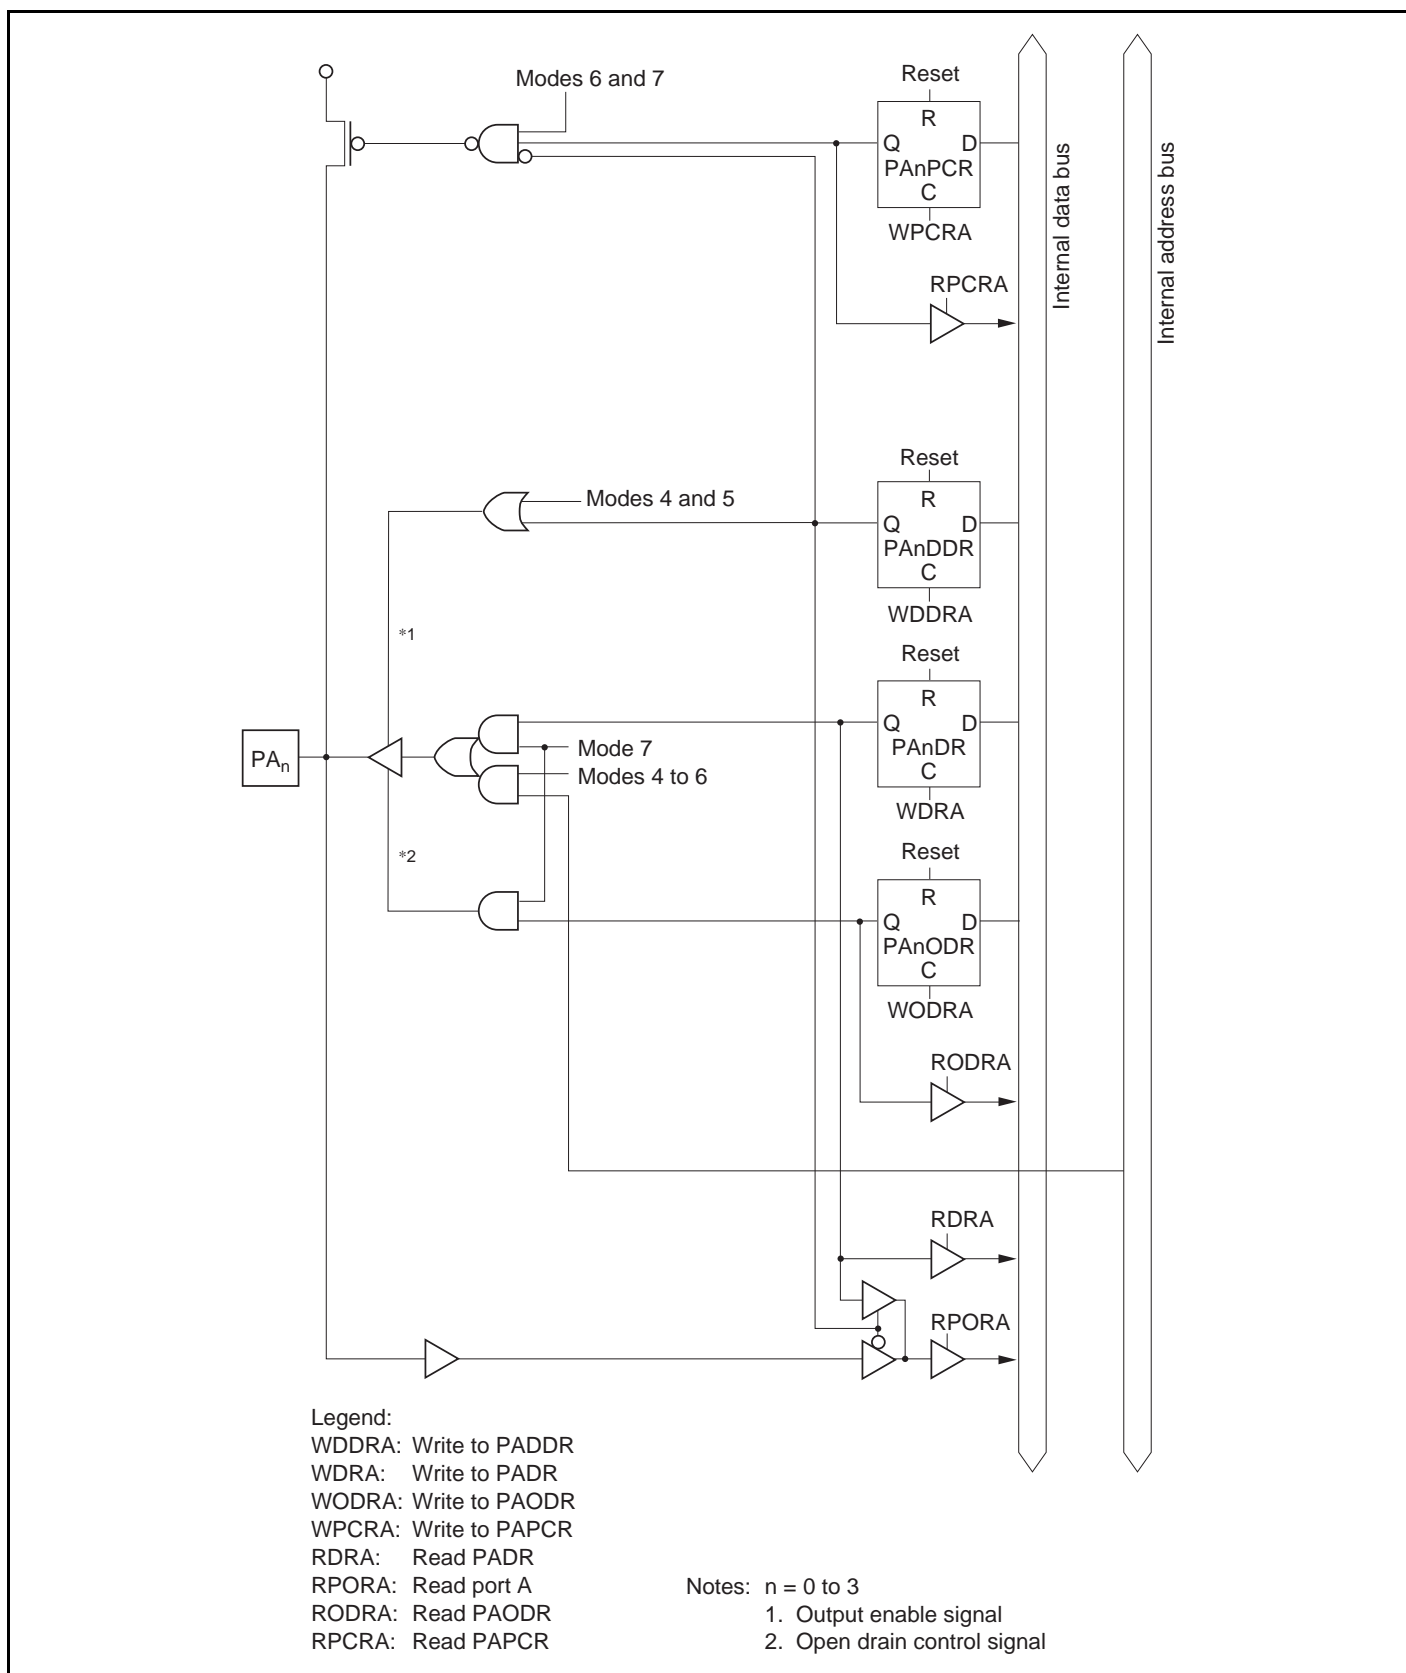 Modes 6 and 7
Reset
R
Q D
PAnPCR
C
WPCRA
RPCRA
Internal data bus
Internal address bus
Reset
R
Modes 4 and 5
Q D
PAnDDR
C
WDDRA
*1
Reset
R
Q D
PAnDR
C
WDRA
PAn
Mode 7
Modes 4 to 6
*2
Reset
R
Q D
PAnODR
C
WODRA
RODRA
RDRA
RPORA
Legend:
WDDRA: Write to PADDR
WDRA: Write to PADR
WODRA: Write to PAODR
WPCRA: Write to PAPCR
RDRA: Read PADR
RPORA: Read port A
RODRA: Read PAODR
RPCRA: Read PAPCR
Notes: n = 0 to 3
1. Output enable signal
2. Open drain control signal